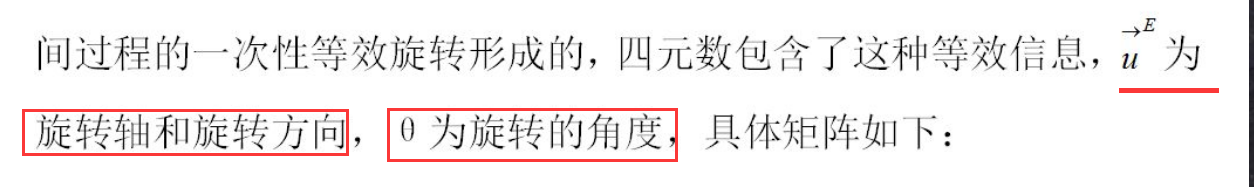 间过程的一次性等效旋转形成的，四元数包含了这种等效信息，$\overrightarrow{u}^{E}$ 为
旋转轴和旋转方向，θ 为旋转的角度，具体矩阵如下：